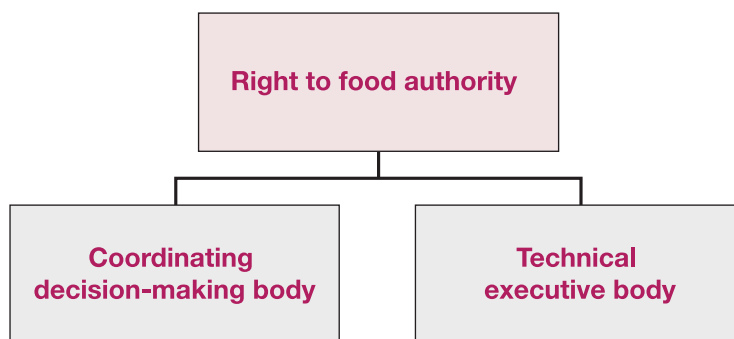 Right to food authority
Coordinating
decision-making body
Technical
executive body